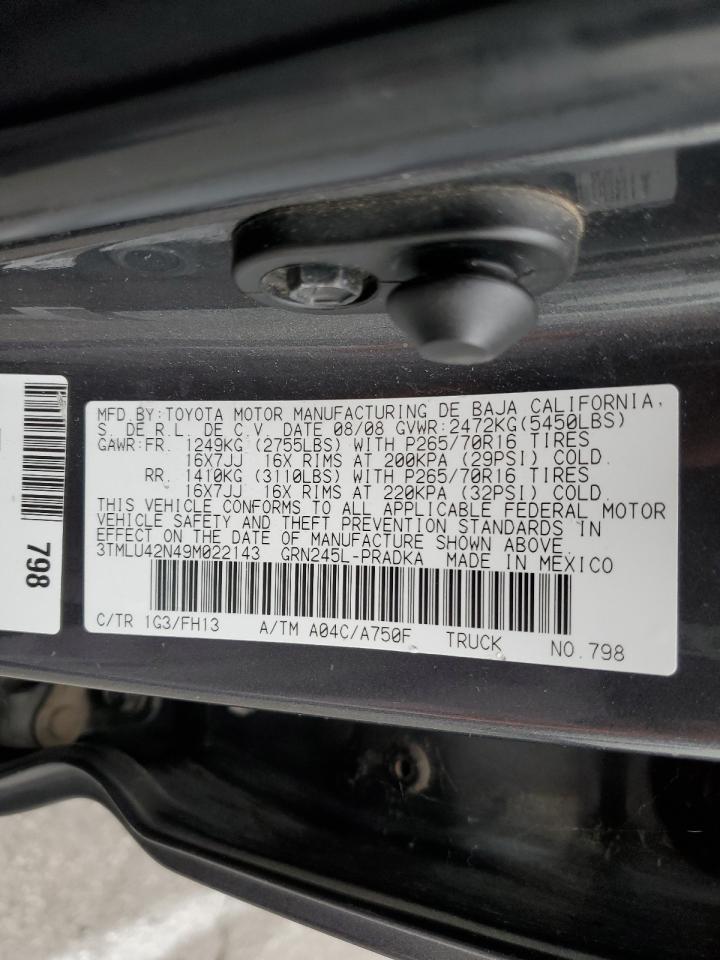 MFD.BY:TOYOTA MOTOR MANUFACTURING DE BAJA CALIFORNIA,
S. DE R.L. DE C.V. DATE 08/08 GVWR:2472KG(5450LBS)
GAWR:FR. 1249KG (2755LBS) WITH P265/70R16 TIRES
16X7JJ 16X RIMS AT 200KPA (29PSI) COLD.
RR. 1410KG (3110LBS) WITH P265/70R16 TIRES
16X7JJ 16X RIMS AT 220KPA (32PSI) COLD.
THIS VEHICLE CONFORMS TO ALL APPLICABLE FEDERAL MOTOR
VEHICLE SAFETY AND THEFT PREVENTION STANDARDS IN
EFFECT ON THE DATE OF MANUFACTURE SHOWN ABOVE.
3TMLU42N49M022143 GRN245L-PRADKA MADE IN MEXICO
C/TR 1G3/FH13 A/TM A04C/A750F TRUCK NO.798
798